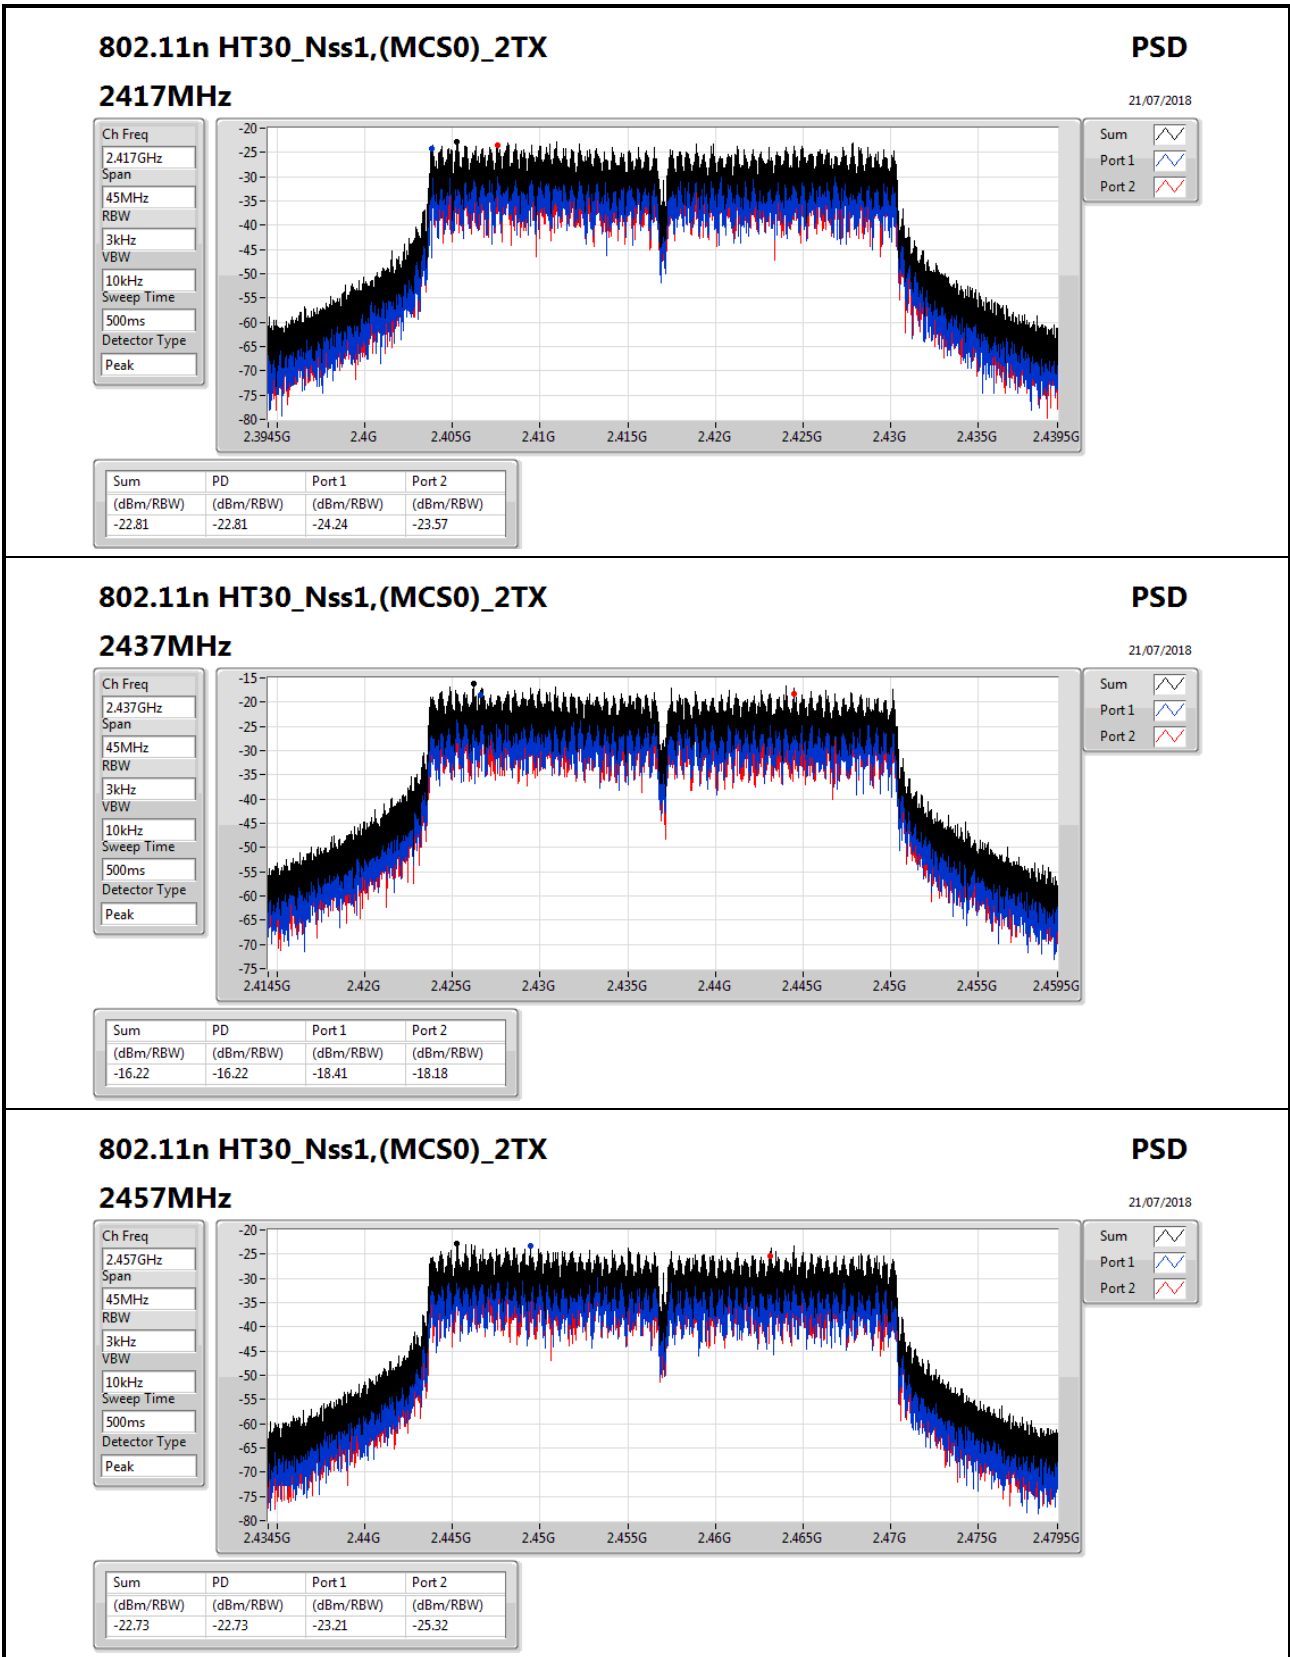 802.11n HT30_Nss1,(MCS0)_2TX PSD
2417MHz 21/07/2018
Ch Freq
2.417GHz
Span
45MHz
RBW
3kHz
VBW
10kHz
Sweep Time
500ms
Detector Type
Peak
-20
-25
-30
-35
-40
-45
-50
-55
-60
-65
-70
-75
-80
2.3945G 2.4G 2.405G 2.41G 2.415G 2.42G 2.425G 2.43G 2.435G 2.4395G
Sum
Port 1
Port 2
Sum PD Port 1 Port 2
(dBm/RBW) (dBm/RBW) (dBm/RBW) (dBm/RBW)
-22.81 -22.81 -24.24 -23.57
802.11n HT30_Nss1,(MCS0)_2TX PSD
2437MHz 21/07/2018
Ch Freq
2.437GHz
Span
45MHz
RBW
3kHz
VBW
10kHz
Sweep Time
500ms
Detector Type
Peak
-15
-20
-25
-30
-35
-40
-45
-50
-55
-60
-65
-70
-75
2.4145G 2.42G 2.425G 2.43G 2.435G 2.44G 2.445G 2.45G 2.455G 2.4595G
Sum
Port 1
Port 2
Sum PD Port 1 Port 2
(dBm/RBW) (dBm/RBW) (dBm/RBW) (dBm/RBW)
-16.22 -16.22 -18.41 -18.18
802.11n HT30_Nss1,(MCS0)_2TX PSD
2457MHz 21/07/2018
Ch Freq
2.457GHz
Span
45MHz
RBW
3kHz
VBW
10kHz
Sweep Time
500ms
Detector Type
Peak
-20
-25
-30
-35
-40
-45
-50
-55
-60
-65
-70
-75
-80
2.4345G 2.44G 2.445G 2.45G 2.455G 2.46G 2.465G 2.47G 2.475G 2.4795G
Sum
Port 1
Port 2
Sum PD Port 1 Port 2
(dBm/RBW) (dBm/RBW) (dBm/RBW) (dBm/RBW)
-22.73 -22.73 -23.21 -25.32